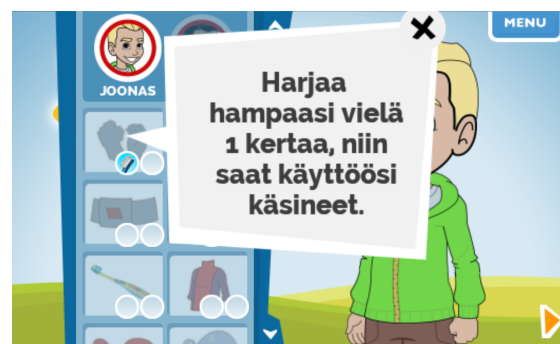 MENU
JOONAS
Harjaa
hampaasi vielä
1 kertaa, niin
saat käyttöösi
käsineet.